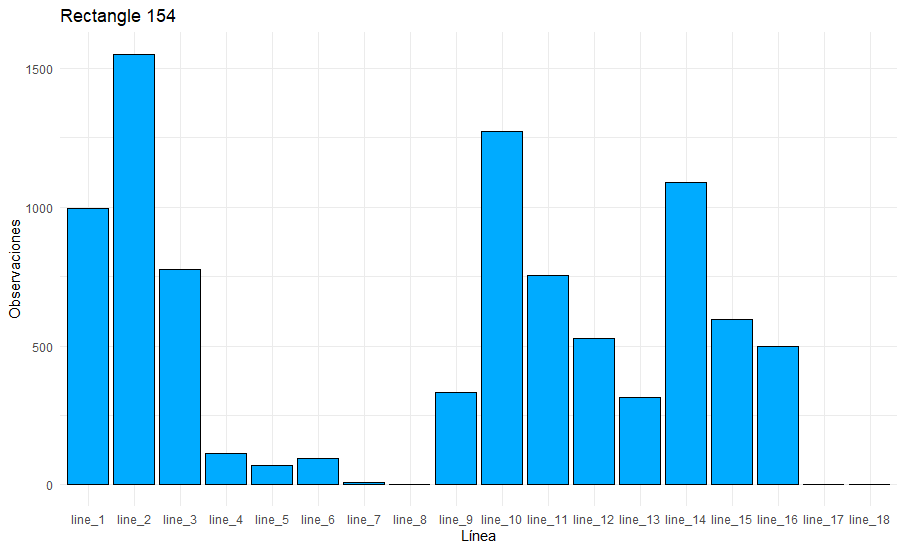 Rectangle 154
Observaciones
1500
1000
500
0
line_1 line_2 line_3 line_4 line_5 line_6 line_7 line_8 line_9 line_10 line_11 line_12 line_13 line_14 line_15 line_16 line_17 line_18
Línea